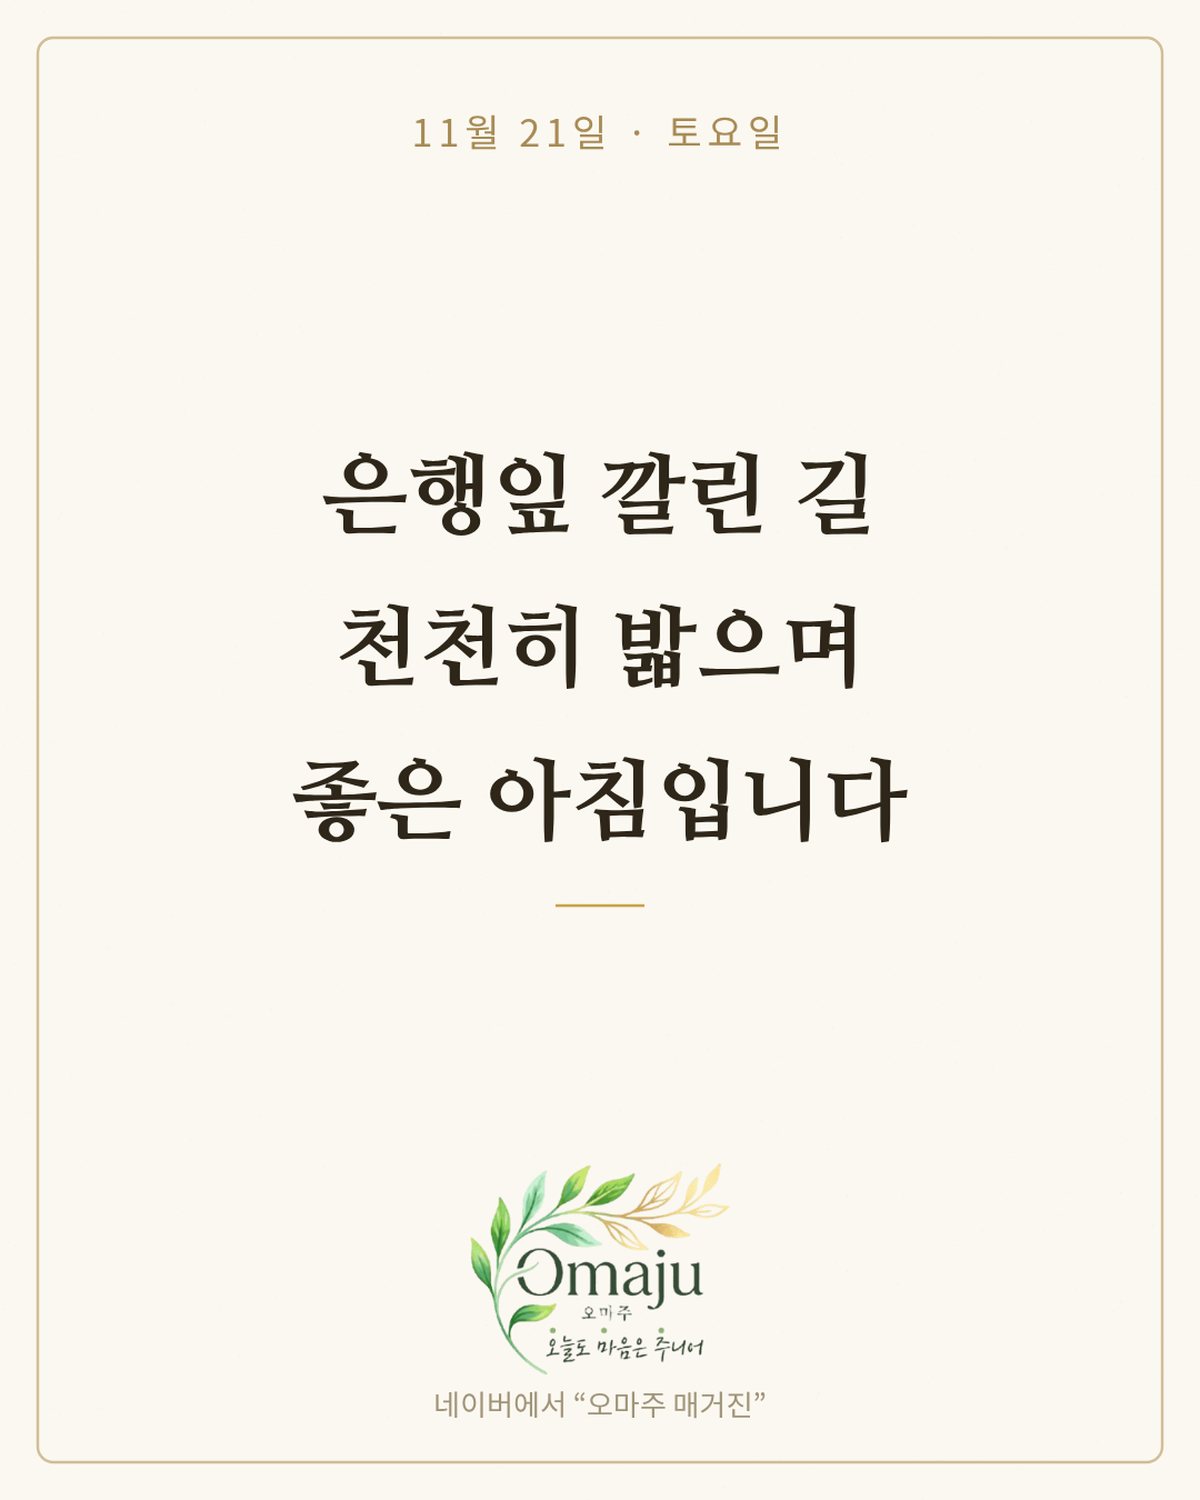 11월 21일 · 토요일
은행잎 깔린 길
천천히 밟으며
좋은 아침입니다
Omaju
오마주
오늘도 마음은 주니어
네이버에서 “오마주 매거진”